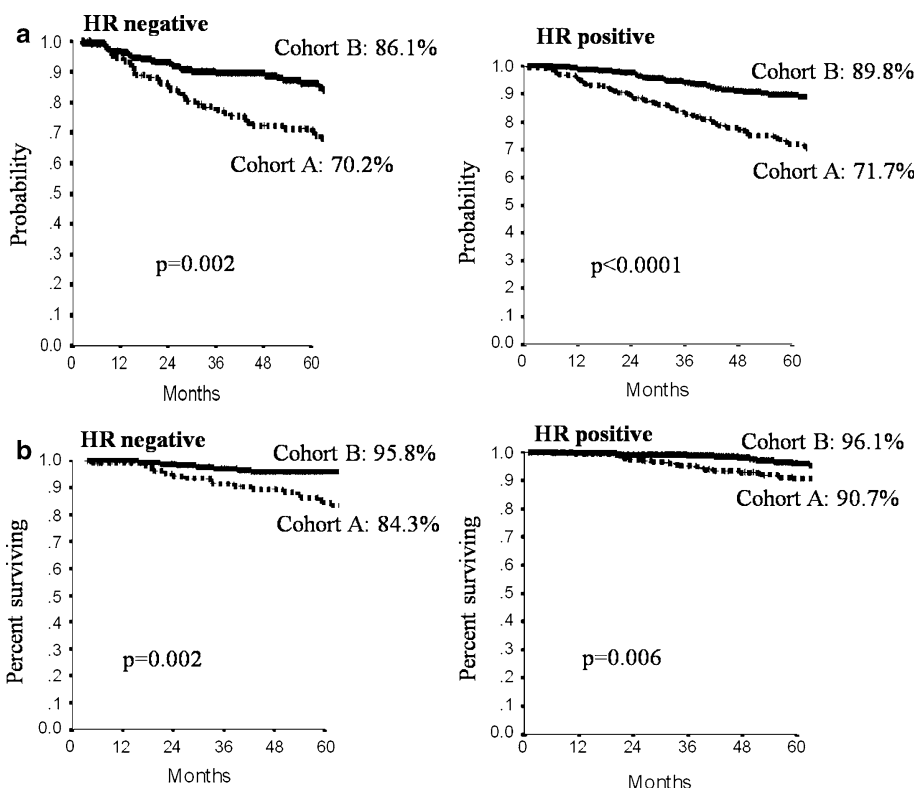 a
HR negative
1.0
.9
.8
.7
.6
.5
.4
.3
.2
.1
0.0
0 12 24 36 48 60
Months
Probability
Cohort B: 86.1%
Cohort A: 70.2%
p=0.002
HR positive
1.0
9
8
7
6
5
4
3
2
.1
0.0
0 12 24 36 48 60
Months
Probability
Cohort B: 89.8%
Cohort A: 71.7%
p<0.0001
b
HR negative
1.0
.9
.8
.7
.6
.5
.4
.3
.2
.1
0.0
0 12 24 36 48 60
Months
Percent surviving
Cohort B: 95.8%
Cohort A: 84.3%
p=0.002
HR positive
1.0
.9
.8
.7
.6
.5
.4
.3
.2
.1
0.0
0 12 24 36 48 60
Months
Percent surviving
Cohort B: 96.1%
Cohort A: 90.7%
p=0.006